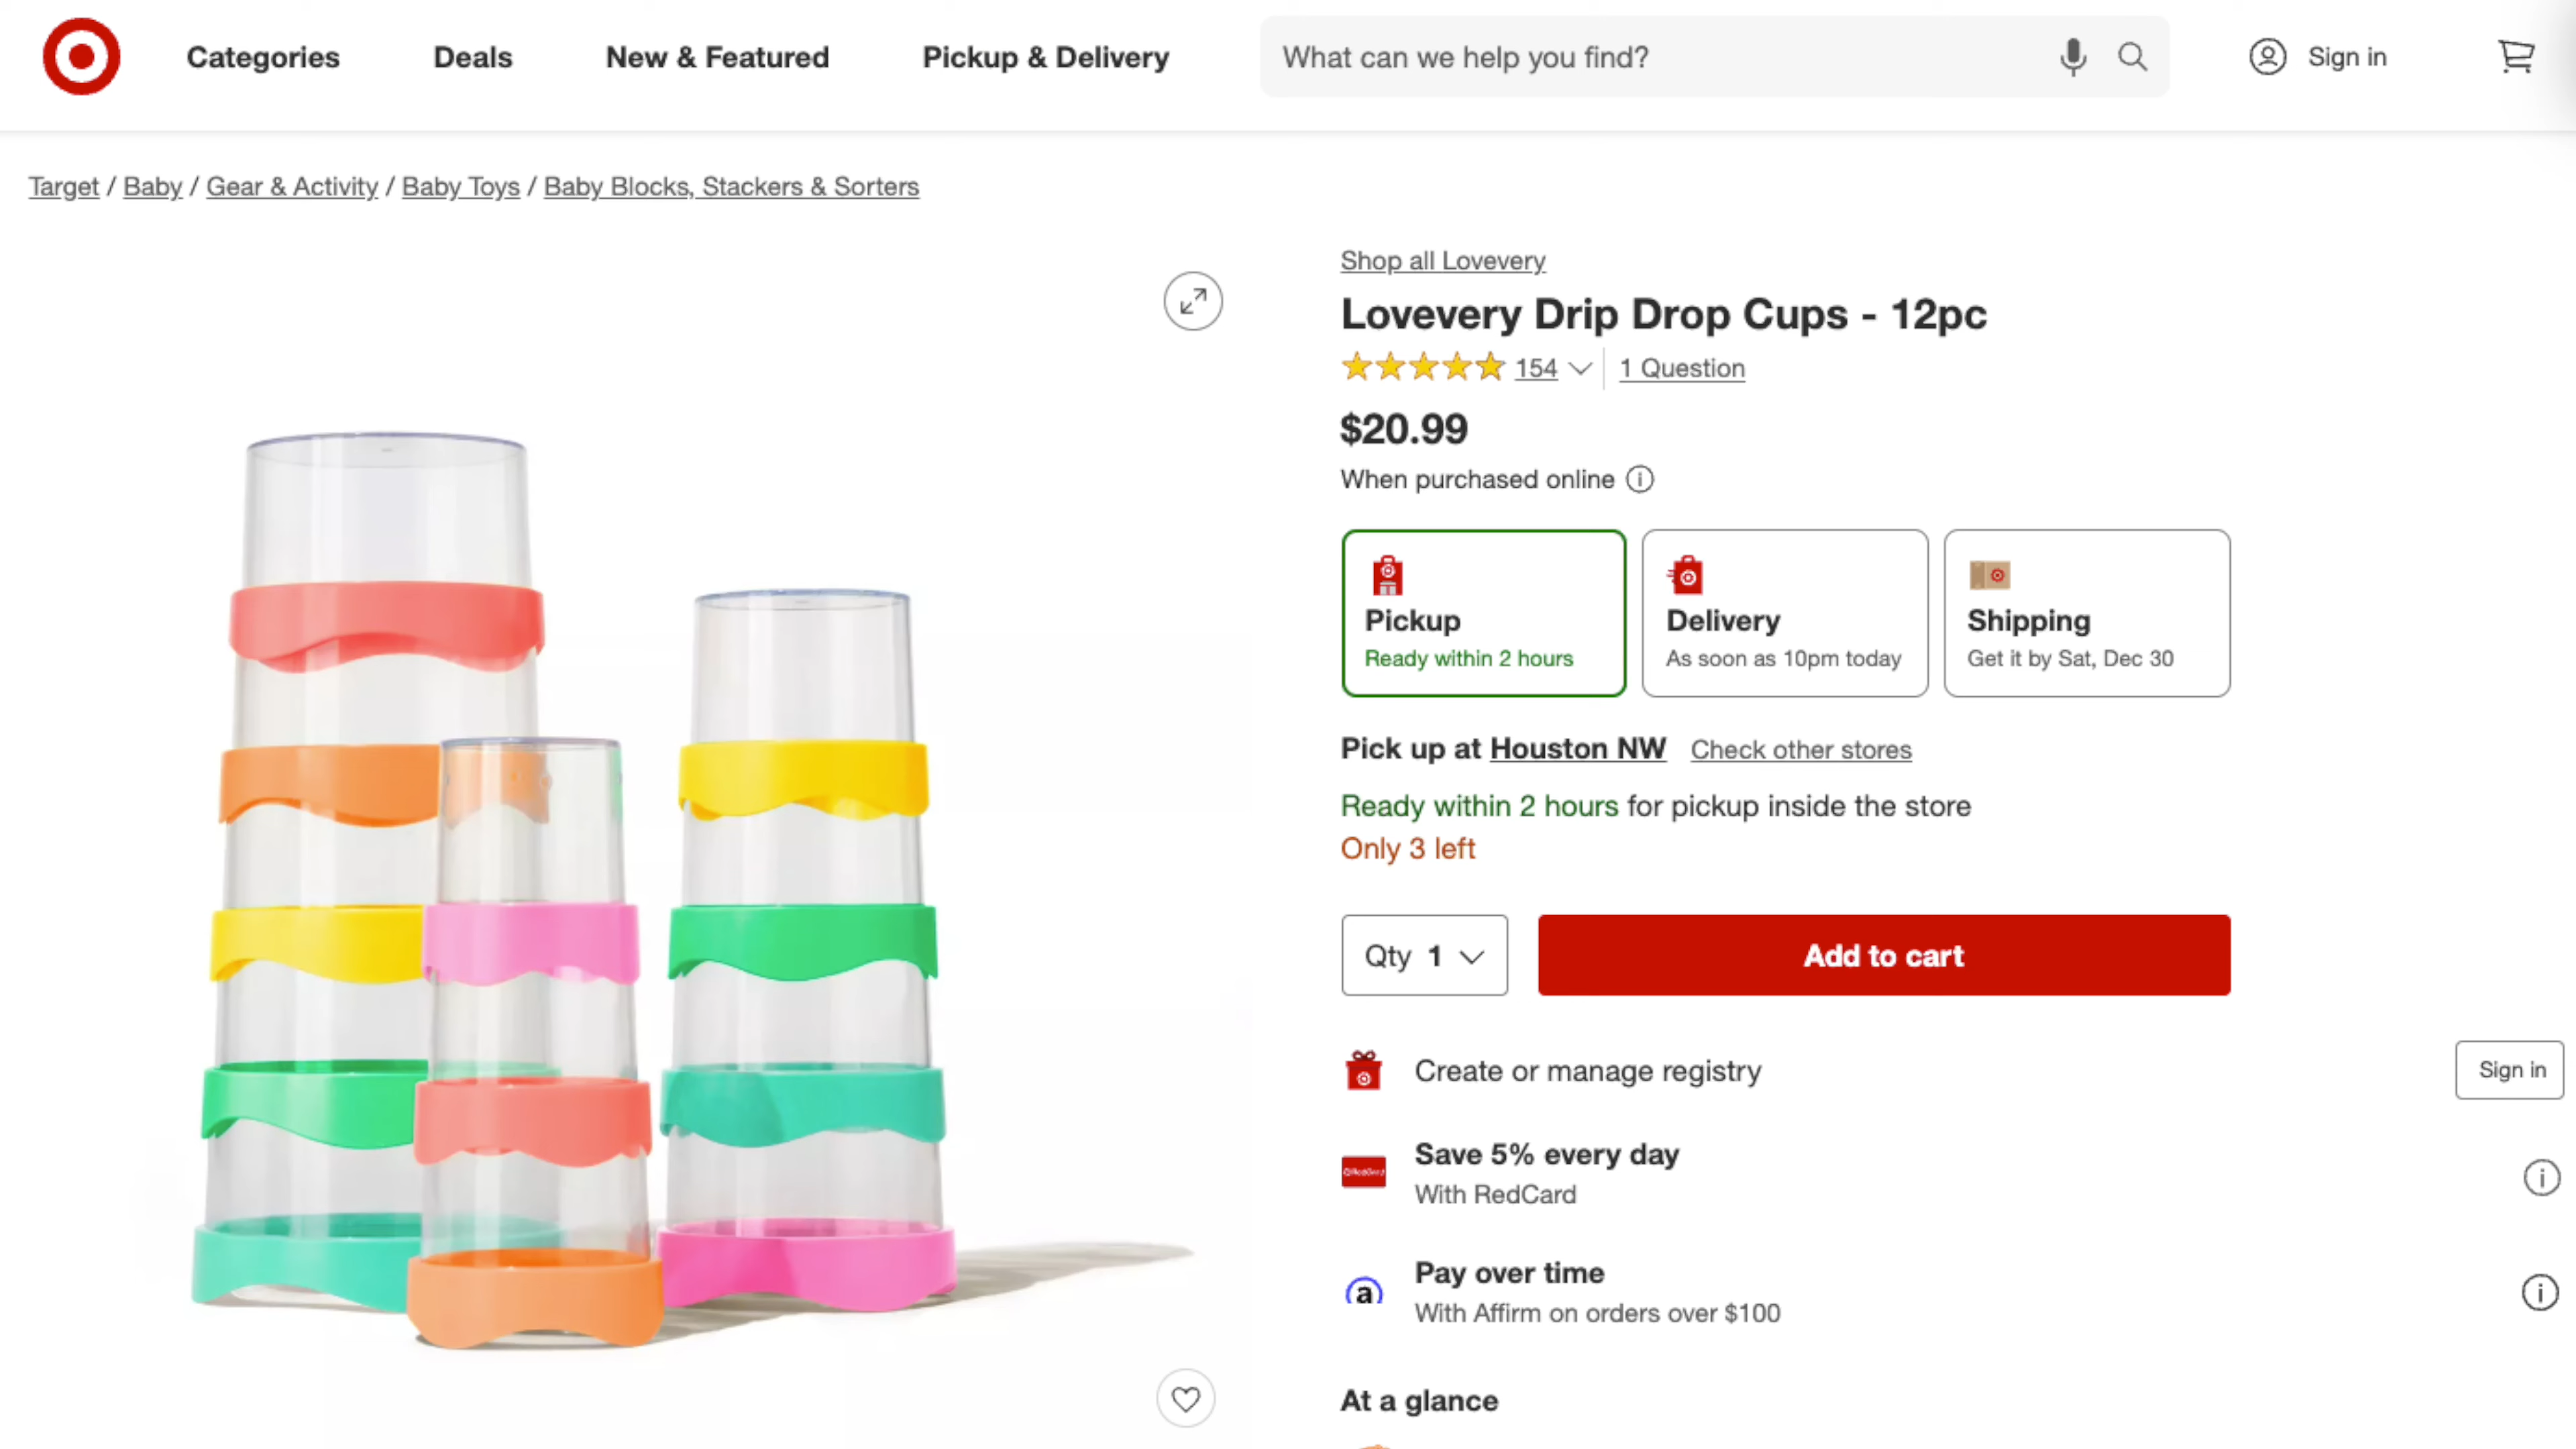 Categories
Deals
New & Featured
Pickup & Delivery
What can we help you find?
Sign in
Target / Baby / Gear & Activity / Baby Toys / Baby Blocks, Stackers & Sorters
Shop all Lovevery
Lovevery Drip Drop Cups - 12pc
154
1 Question
$20.99
When purchased online
Pickup
Ready within 2 hours
Delivery
As soon as 10pm today
Shipping
Get it by Sat, Dec 30
Pick up at Houston NW Check other stores
Ready within 2 hours for pickup inside the store
Only 3 left
Qty 1
Add to cart
Create or manage registry
Sign in
Save 5% every day
With RedCard
Pay over time
With Affirm on orders over $100
At a glance